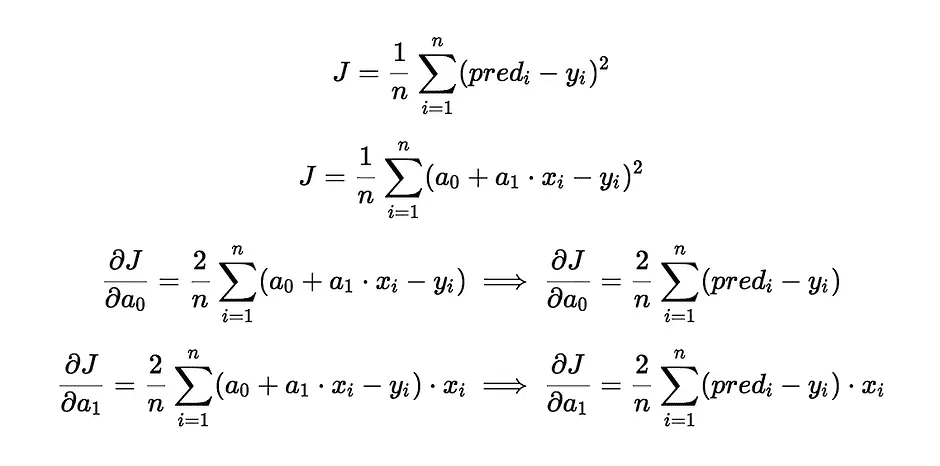 $J = \frac{1}{n} \sum_{i=1}^{n} (pred_i - y_i)^2$
$J = \frac{1}{n} \sum_{i=1}^{n} (a_0 + a_1 \cdot x_i - y_i)^2$
$\frac{\partial J}{\partial a_0} = \frac{2}{n} \sum_{i=1}^{n} (a_0 + a_1 \cdot x_i - y_i) \implies \frac{\partial J}{\partial a_0} = \frac{2}{n} \sum_{i=1}^{n} (pred_i - y_i)$
$\frac{\partial J}{\partial a_1} = \frac{2}{n} \sum_{i=1}^{n} (a_0 + a_1 \cdot x_i - y_i) \cdot x_i \implies \frac{\partial J}{\partial a_1} = \frac{2}{n} \sum_{i=1}^{n} (pred_i - y_i) \cdot x_i$